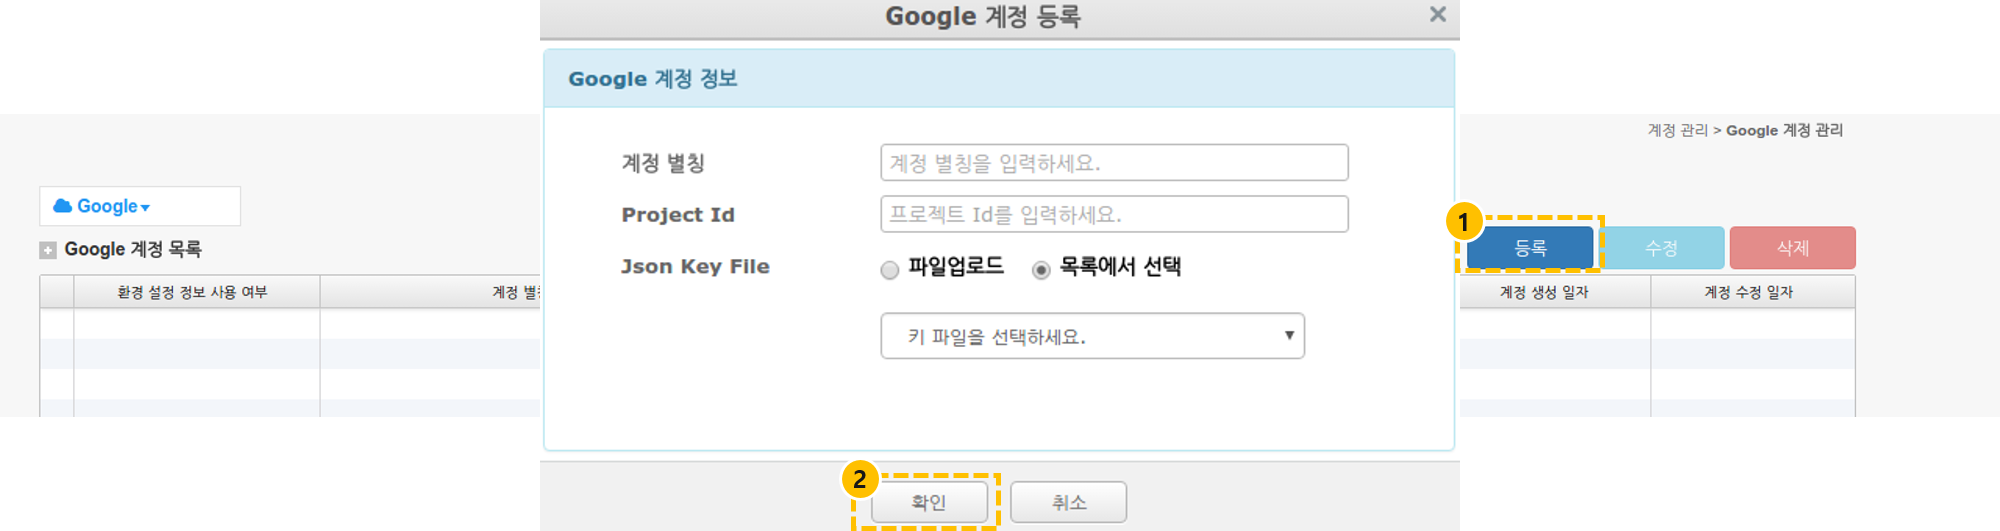 Google 계정 등록
×
Google 계정 정보
계정 관리 > Google 계정 관리
계정 별칭
계정 별칭을 입력하세요.
Google
Project Id
프로젝트 Id를 입력하세요.
1
Google 계정 목록
등록
수정
삭제
Json Key File
파일업로드
목록에서 선택
환경 설정 정보 사용 여부
계정 별칭
계정 생성 일자
계정 수정 일자
키 파일을 선택하세요.
2
확인
취소